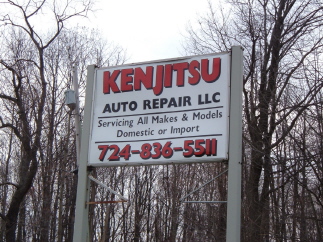 KENJITSU
AUTO REPAIR LLC
Servicing All Makes & Models
Domestic or Import
724-836-5511